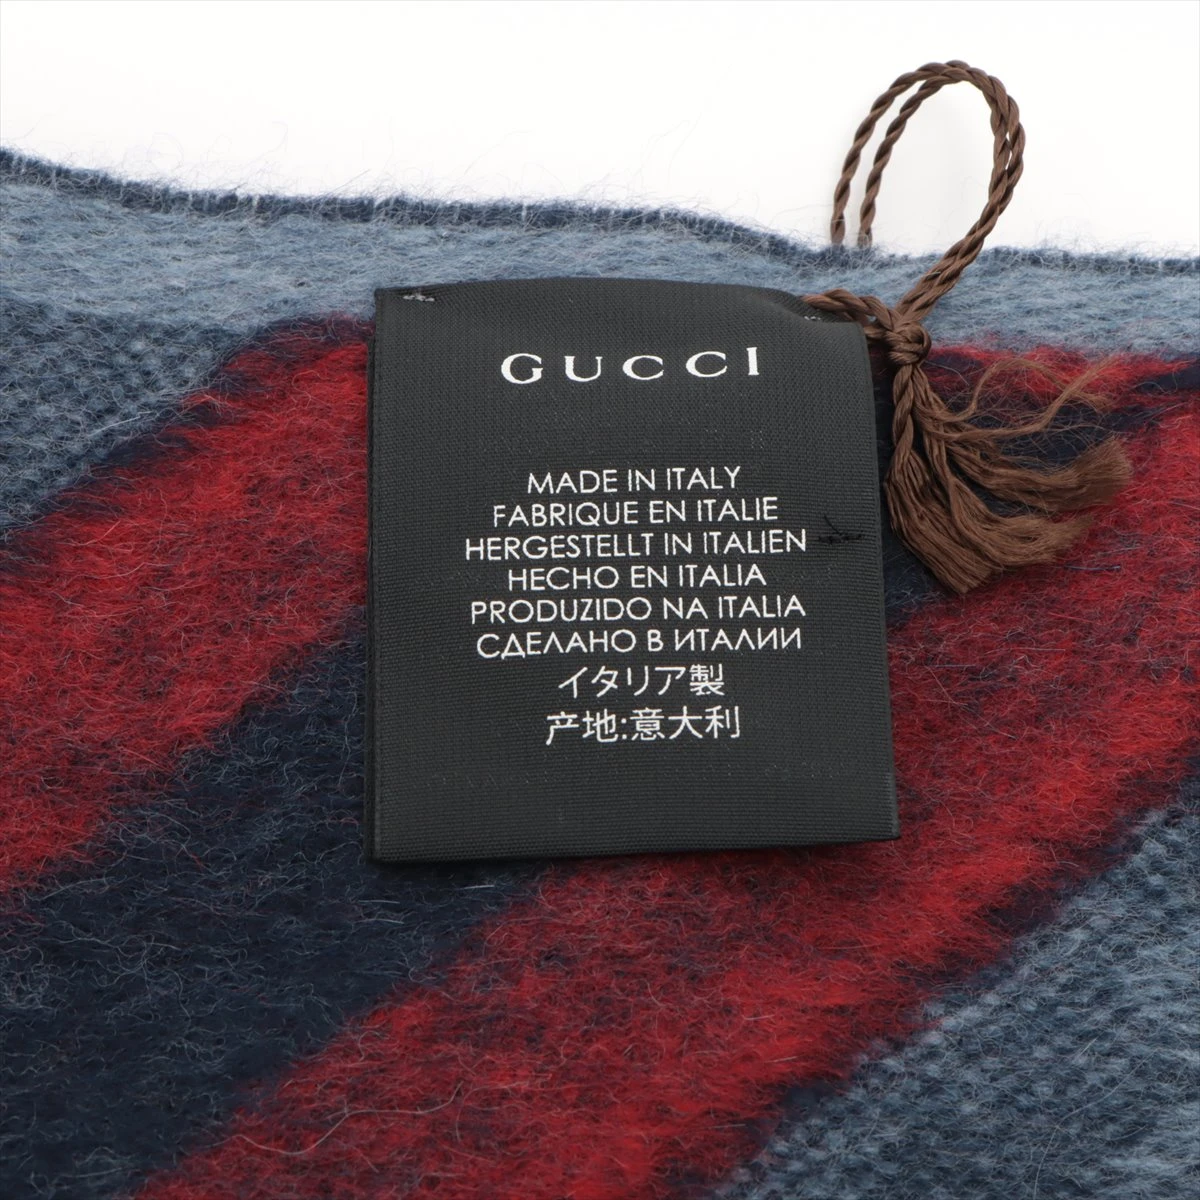 GUCCI
MADE IN ITALY
FABRIQUE EN ITALIE
HERGESTELLT IN ITALIEN
HECHO EN ITALIA
PRODUZIDO NA ITALIA
СДЕЛАНО В ИТАЛИИ
イタリア製
产地:意大利